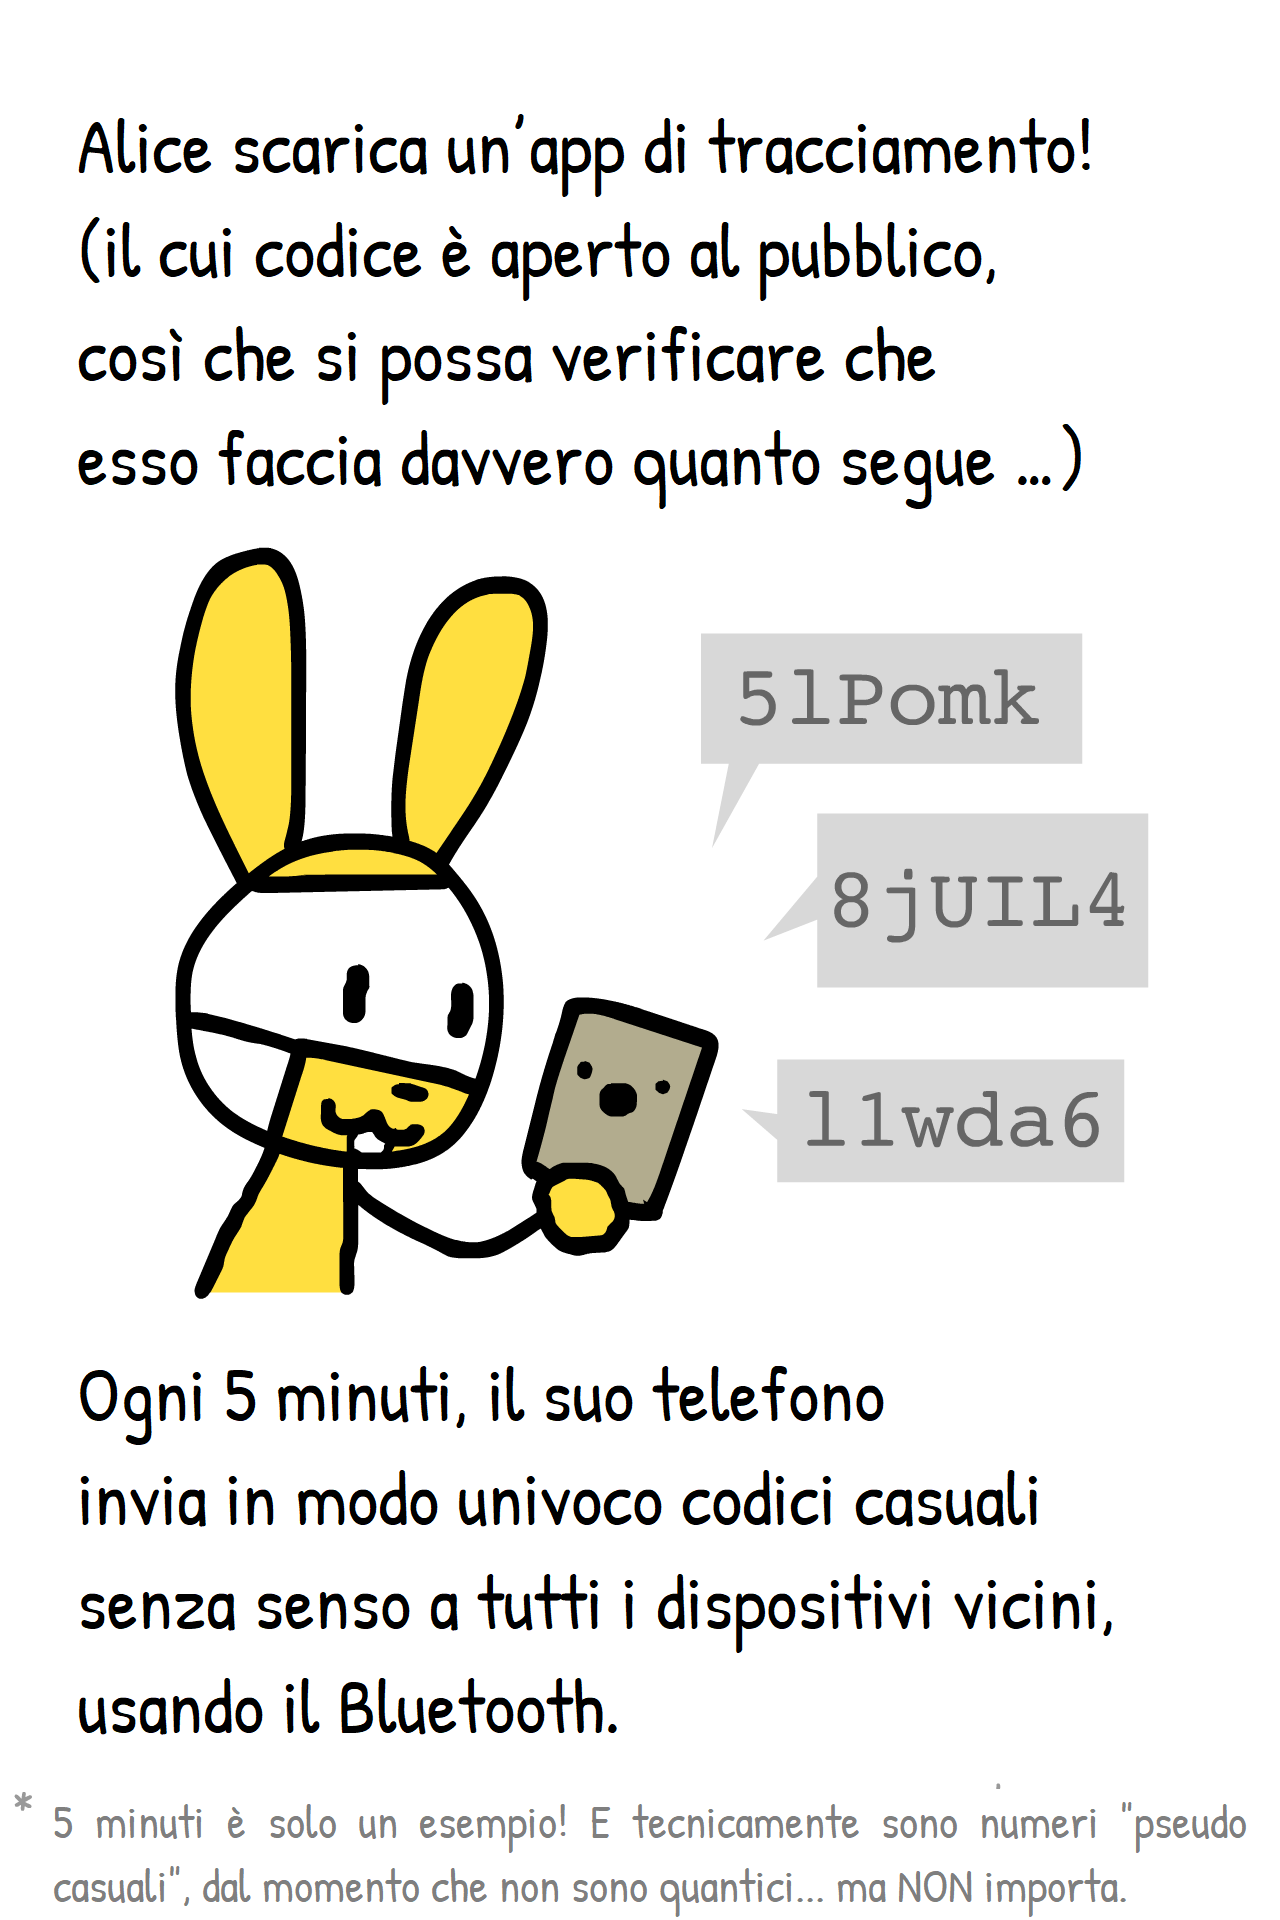 Alice scarica un'app di tracciamento!
(il cui codice è aperto al pubblico,
così che si possa verificare che
esso faccia davvero quanto segue ...)
5lPomk
8jUIL4
l1wda6
Ogni 5 minuti, il suo telefono
invia in modo univoco codici casuali
senza senso a tutti i dispositivi vicini,
usando il Bluetooth.
* 5 minuti è solo un esempio! E tecnicamente sono numeri "pseudo
casuali", dal momento che non sono quantici... ma NON importa.